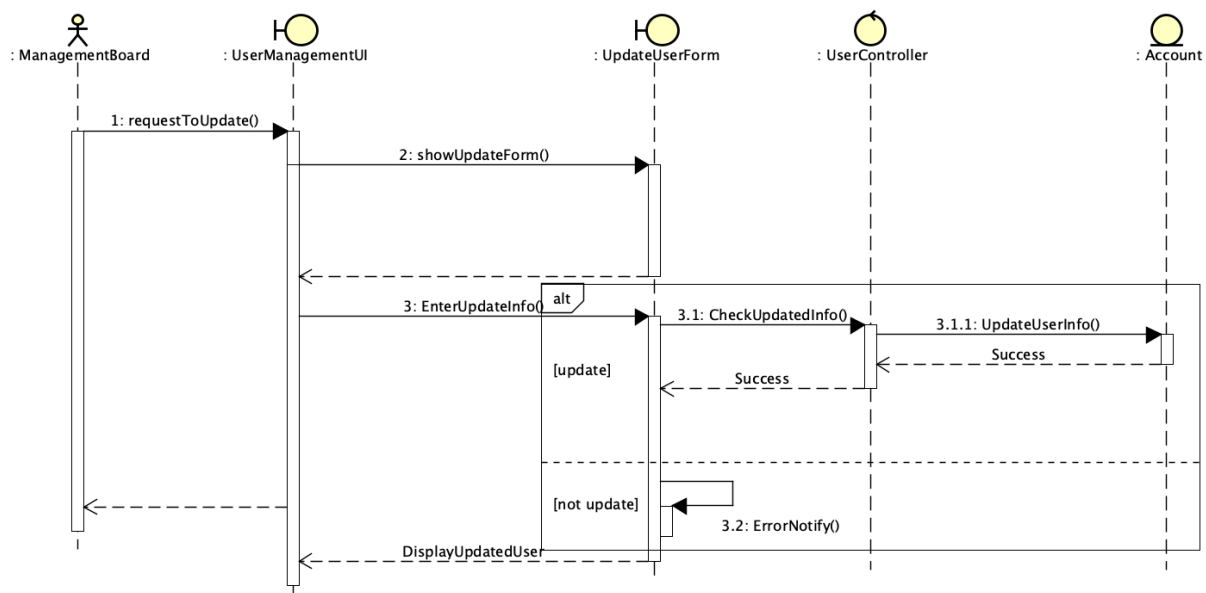 : ManagementBoard
: UserManagementUI
: UpdateUserForm
: UserController
: Account
1: requestToUpdate()
2: showUpdateForm()
alt
3: EnterUpdateInfo()
3.1: CheckUpdatedInfo()
3.1.1: UpdateUserInfo()
Success
[update]
Success
[not update]
3.2: ErrorNotify()
DisplayUpdatedUser